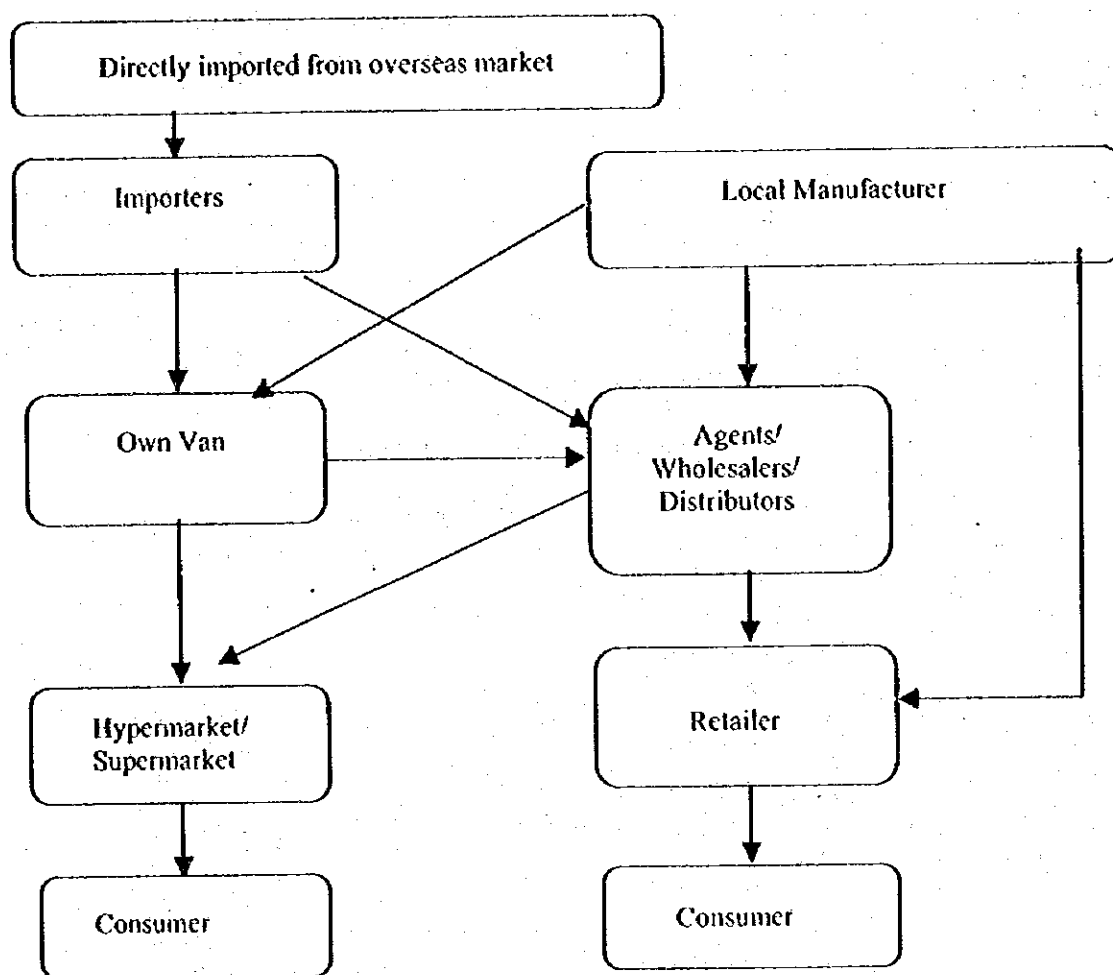 Directly imported from overseas market
Importers
Local Manufacturer
Own Van
Agents/
Wholesalers/
Distributors
Hypermarket/
Supermarket
Retailer
Consumer
Consumer